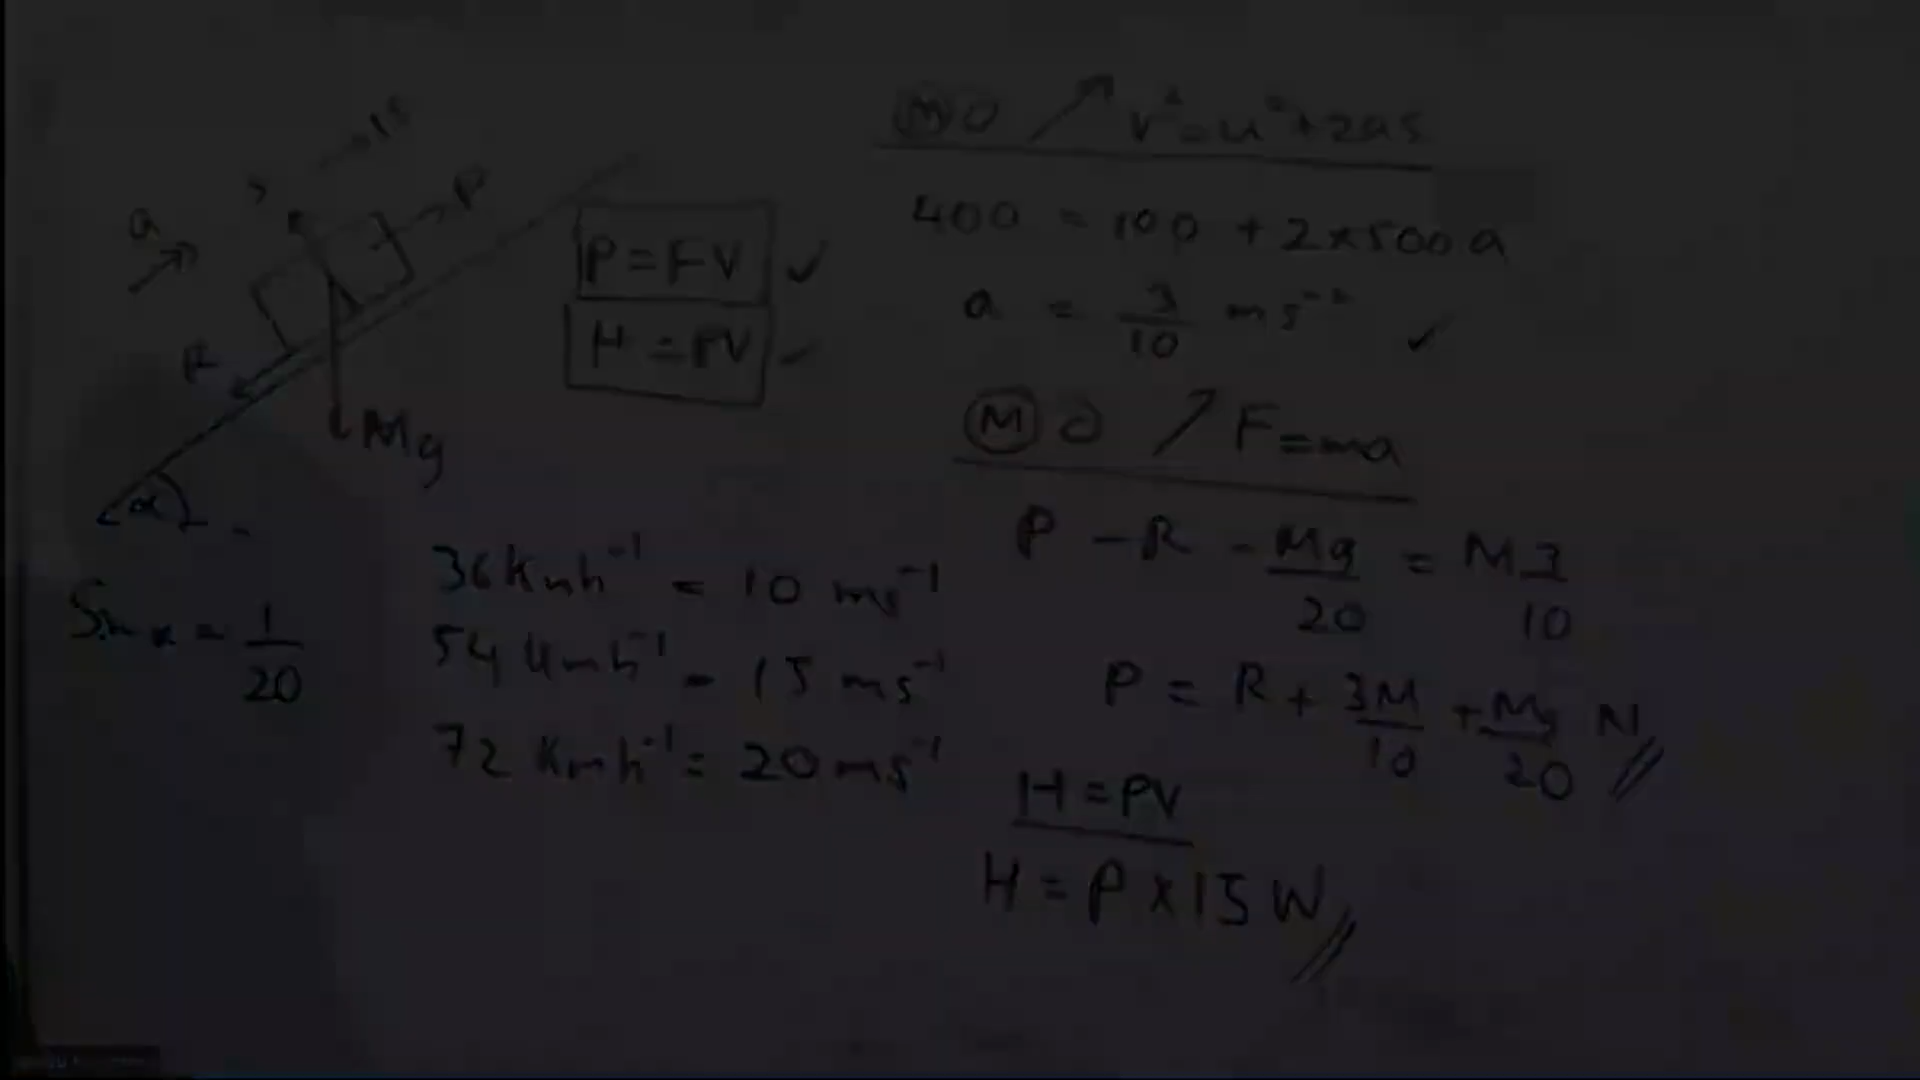 a
P
R
Mg
α
Sin α = 1/20
P = FV ✓
H = PV ✓
36 Kmh⁻¹ = 10 ms⁻¹
54 Kmh⁻¹ = 15 ms⁻¹
72 Kmh⁻¹ = 20 ms⁻¹
(M) O ↗ v² = u² + 2as
400 = 100 + 2×500 a
a = 3/10 ms⁻² ✓
(M) O ↗ F = ma
P - R - Mg/20 = M 3/10
P = R + 3M/10 + Mg/20 N //
H = PV
H = P × 15 W //